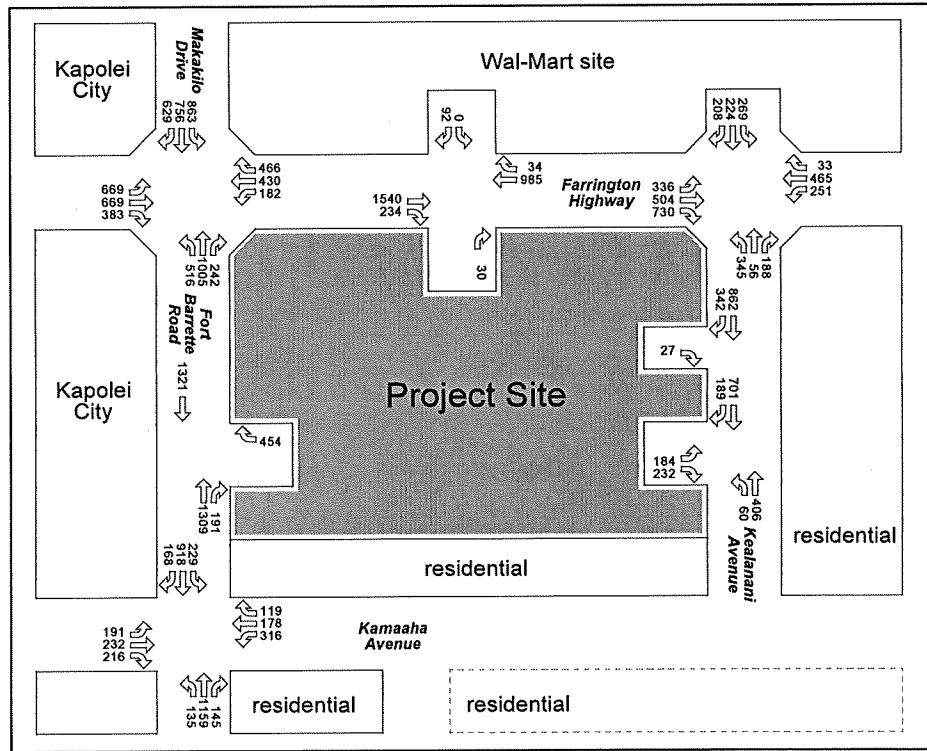 Kapolei
City
Makakilo
Drive
Wal-Mart site
629
756
863
92
0
208
224
269
466
430
182
34
985
33
465
251
669
669
383
1540
234
Farrington
Highway
336
504
730
516
1005
242
30
345
56
188
Fort
Barrette
Road
342
862
27
1321
Kapolei
City
Project Site
189
701
454
184
232
1309
191
60
406
Kealanani
Avenue
residential
residential
168
918
229
119
178
316
Kamaaha
Avenue
191
232
216
135
1159
145
residential
residential